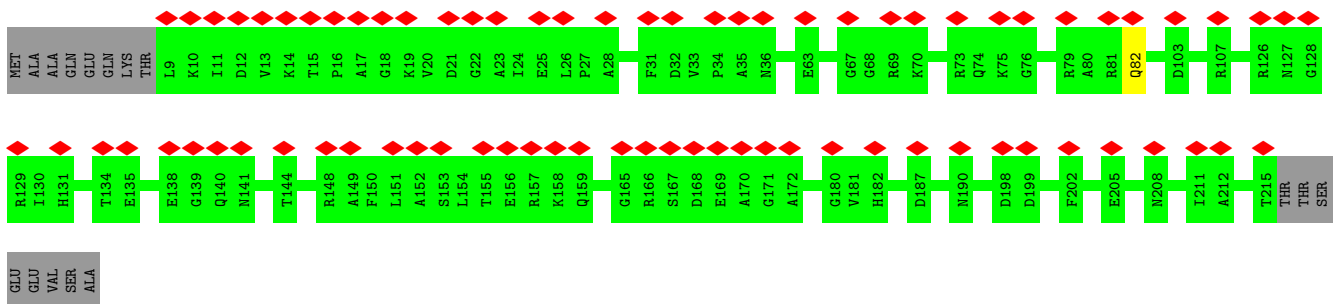 MET ALA ALA GLN GLU GLN LYS THR L9 K10 I11 D12 V13 K14 T15 P16 A17 G18 K19 V20 D21 G22 A23 I24 E25 L26 P27 A28 F31 D32 V33 P34 A35 N36 E63 G67 G68 R69 K70 R73 Q74 K75 G76 R79 A80 R81 Q82 D103 R107 R126 N127 G128
R129 I130 H131 T134 E135 E138 G139 Q140 N141 T144 R148 A149 F150 L151 A152 S153 L154 T155 E156 R157 K158 Q159 G165 R166 S167 D168 E169 A170 G171 A172 G180 V181 H182 D187 N190 D198 D199 F202 E205 N208 I211 A212 T215 THR THR SER
GLU GLU VAL SER ALA